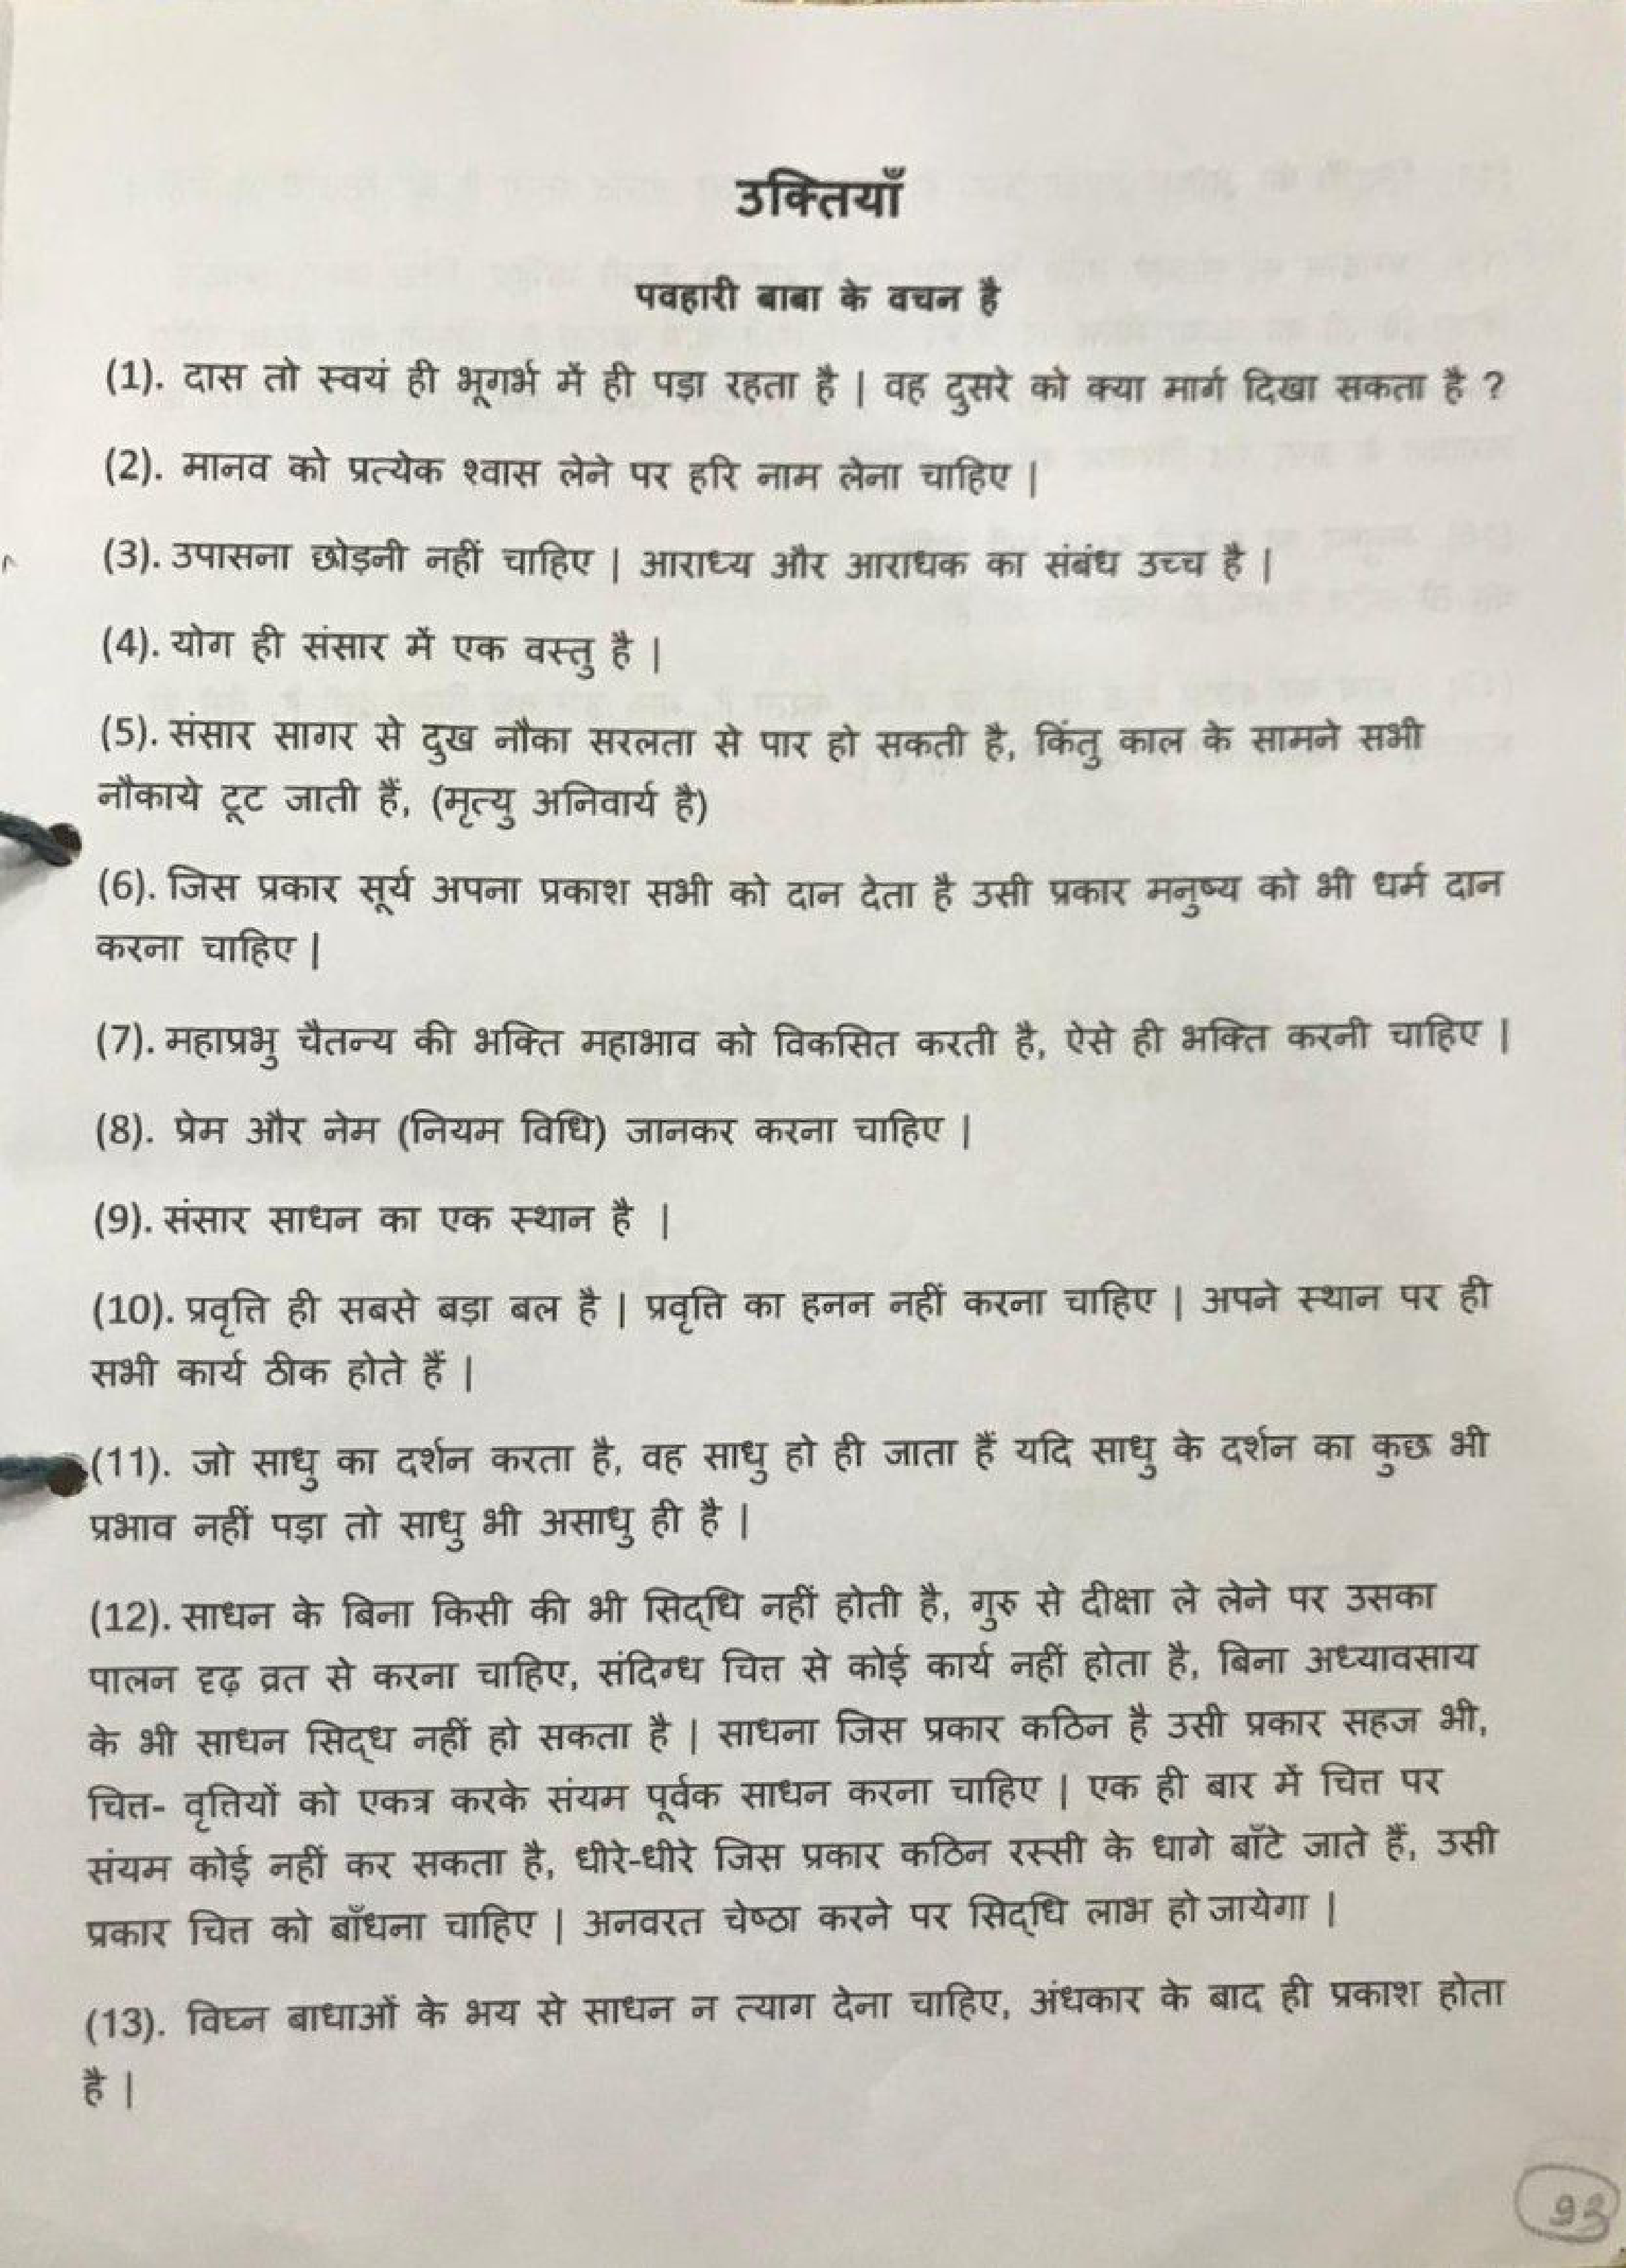 उक्तियाँ
पवहारी बाबा के वचन है
(1). दास तो स्वयं ही भूगर्भ में ही पड़ा रहता है | वह दुसरे को क्या मार्ग दिखा सकता है ?
(2). मानव को प्रत्येक श्वास लेने पर हरि नाम लेना चाहिए |
(3). उपासना छोड़नी नहीं चाहिए | आराध्य और आराधक का संबंध उच्च है |
(4). योग ही संसार में एक वस्तु है |
(5). संसार सागर से दुख नौका सरलता से पार हो सकती है, किंतु काल के सामने सभी
नौकाये टूट जाती हैं, (मृत्यु अनिवार्य है)
(6). जिस प्रकार सूर्य अपना प्रकाश सभी को दान देता है उसी प्रकार मनुष्य को भी धर्म दान
करना चाहिए |
(7). महाप्रभु चैतन्य की भक्ति महाभाव को विकसित करती है, ऐसे ही भक्ति करनी चाहिए |
(8). प्रेम और नेम (नियम विधि) जानकर करना चाहिए |
(9). संसार साधन का एक स्थान है |
(10). प्रवृत्ति ही सबसे बड़ा बल है | प्रवृत्ति का हनन नहीं करना चाहिए | अपने स्थान पर ही
सभी कार्य ठीक होते हैं |
(11). जो साधु का दर्शन करता है, वह साधु हो ही जाता हैं यदि साधु के दर्शन का कुछ भी
प्रभाव नहीं पड़ा तो साधु भी असाधु ही है |
(12). साधन के बिना किसी की भी सिद्धि नहीं होती है, गुरु से दीक्षा ले लेने पर उसका
पालन दृढ़ व्रत से करना चाहिए, संदिग्ध चित्त से कोई कार्य नहीं होता है, बिना अध्यावसाय
के भी साधन सिद्ध नहीं हो सकता है | साधना जिस प्रकार कठिन है उसी प्रकार सहज भी,
चित्त- वृत्तियों को एकत्र करके संयम पूर्वक साधन करना चाहिए | एक ही बार में चित्त पर
संयम कोई नहीं कर सकता है, धीरे-धीरे जिस प्रकार कठिन रस्सी के धागे बाँटे जाते हैं, उसी
प्रकार चित्त को बाँधना चाहिए | अनवरत चेष्ठा करने पर सिद्धि लाभ हो जायेगा |
(13). विघ्न बाधाओं के भय से साधन न त्याग देना चाहिए, अंधकार के बाद ही प्रकाश होता
है |